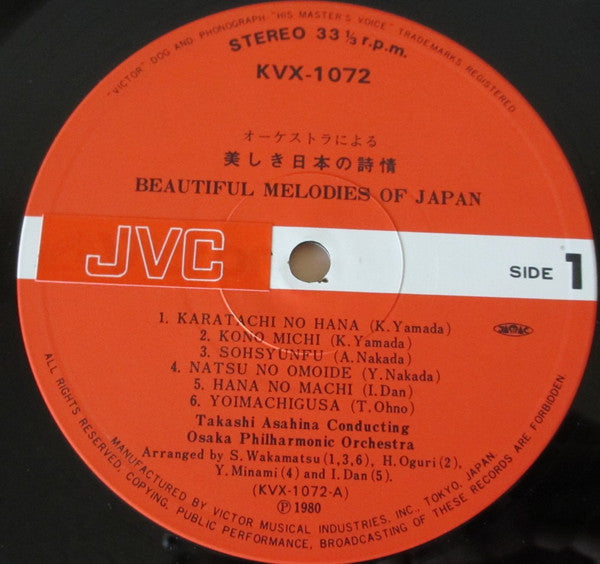 "VICTOR" DOG AND PHONOGRAPH "HIS MASTER'S VOICE" TRADEMARKS REGISTERED.
STEREO 33 1/3 r.p.m.
KVX-1072
オーケストラによる
美しき日本の詩情
BEAUTIFUL MELODIES OF JAPAN
JVC
SIDE 1
1. KARATACHI NO HANA (K.Yamada)
2. KONO MICHI (K.Yamada)
3. SOHSYUNFU (A.Nakada)
4. NATSU NO OMOIDE (Y.Nakada)
5. HANA NO MACHI (I.Dan)
6. YOIMACHIGUSA (T.Ohno)
JASRAC
Takashi Asahina Conducting
Osaka Philharmonic Orchestra
Arranged by S.Wakamatsu (1,3,6), H.Oguri (2),
Y.Minami (4) and I.Dan (5).
(KVX-1072-A)
Ⓟ 1980
MANUFACTURED BY VICTOR MUSICAL INDUSTRIES, INC., TOKYO, JAPAN.
ALL RIGHTS RESERVED. COPYING, PUBLIC PERFORMANCE, BROADCASTING OF THESE RECORDS ARE FORBIDDEN.